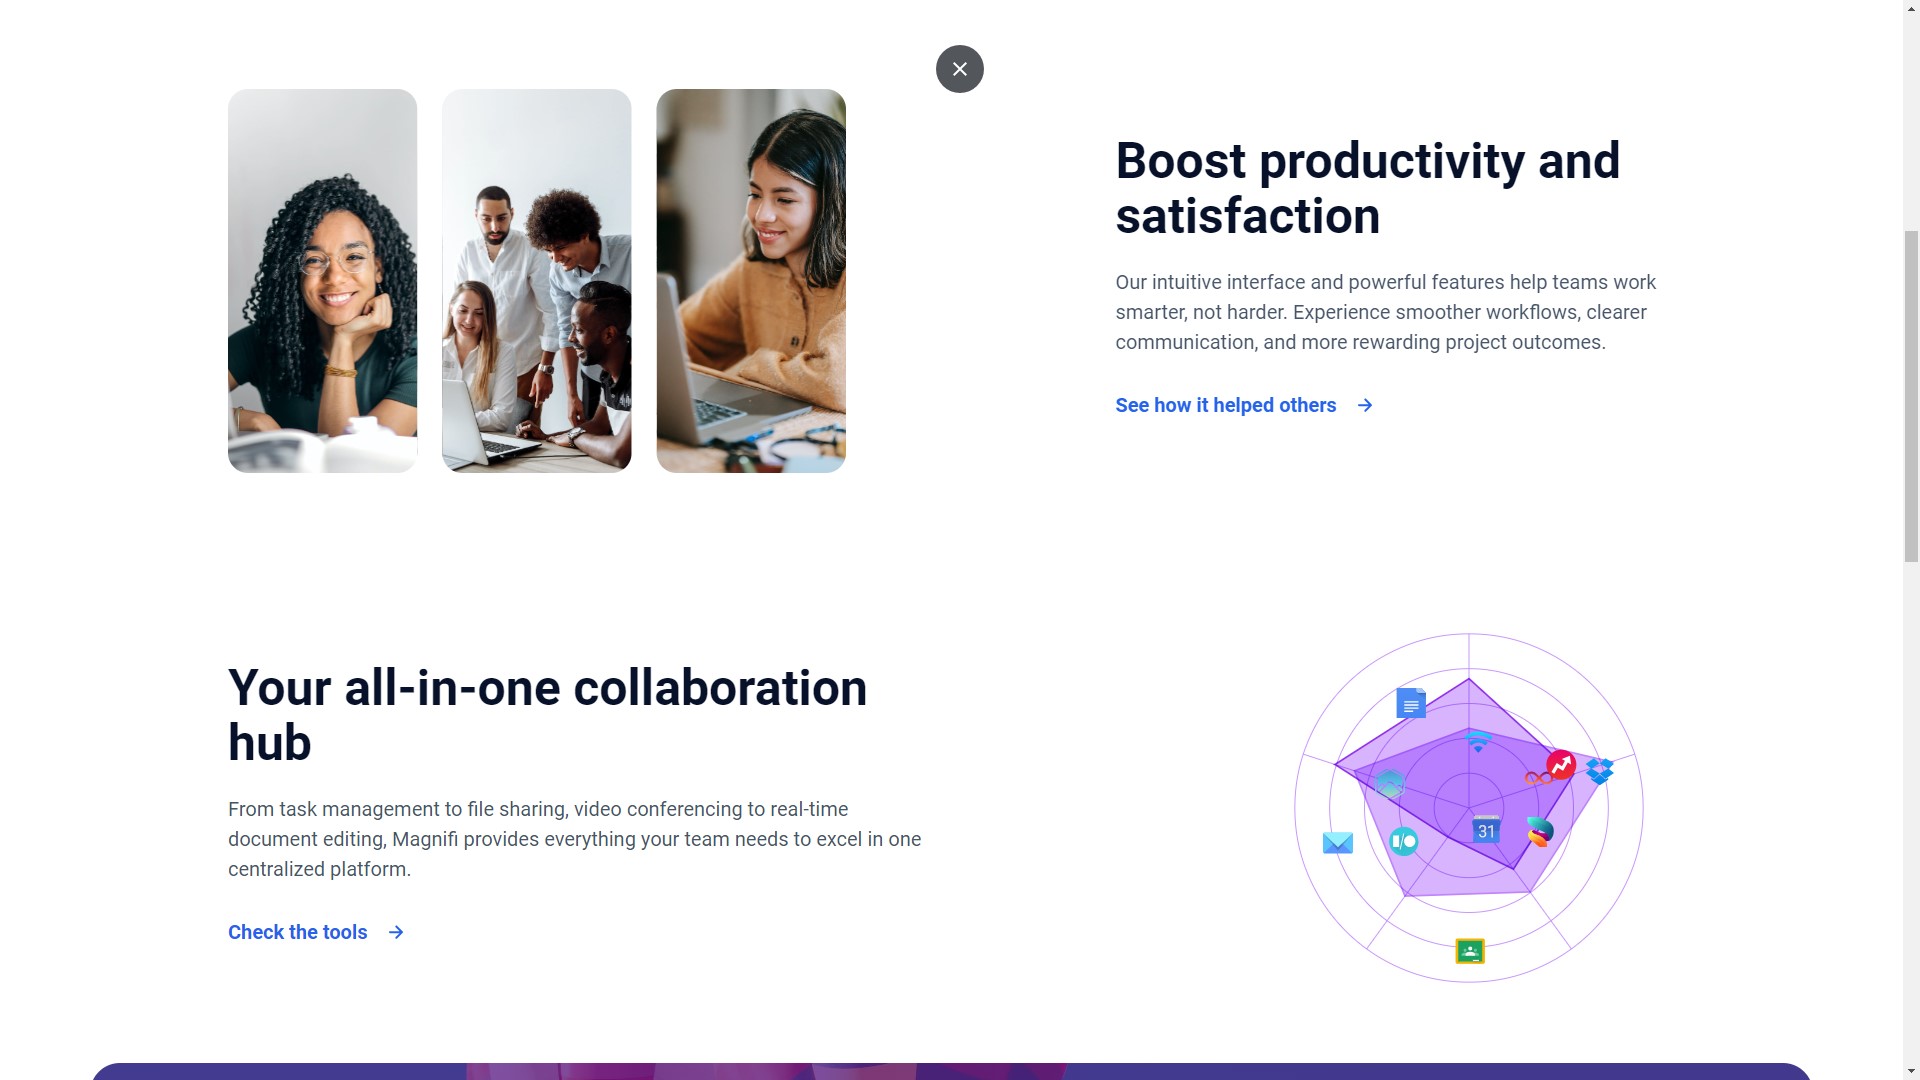 Boost productivity and
satisfaction
Our intuitive interface and powerful features help teams work
smarter, not harder. Experience smoother workflows, clearer
communication, and more rewarding project outcomes.
See how it helped others
Your all-in-one collaboration
hub
From task management to file sharing, video conferencing to real-time
document editing, Magnifi provides everything your team needs to excel in one
centralized platform.
Check the tools
31
I/O